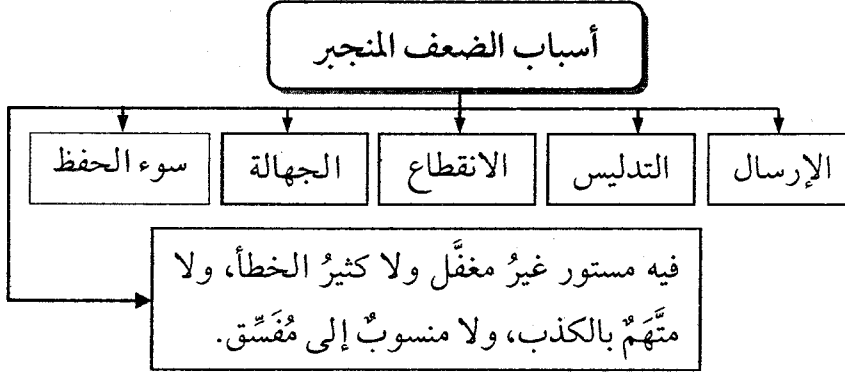 أسباب الضعف المنجبر
الإرسال
التدليس
الانقطاع
الجهالة
سوء الحفظ
فيه مستور غيرُ مغفَّل ولا كثيرُ الخطأ، ولا
متَّهَمٌ بالكذب، ولا منسوبٌ إلى مُفَسِّق.